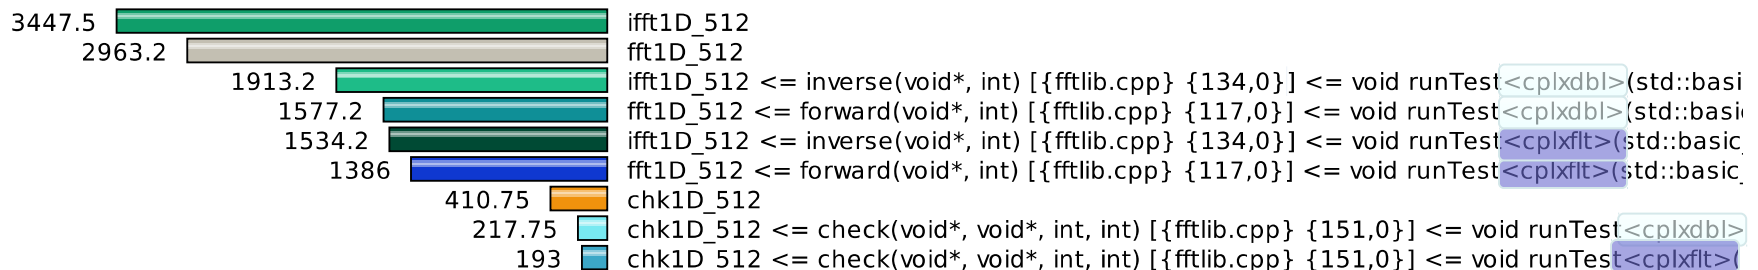 3447.5 ifft1D_512
2963.2 fft1D_512
1913.2 ifft1D_512 <= inverse(void*, int) [{fftlib.cpp} {134,0}] <= void runTest<cplxdbl>(std::basi
1577.2 fft1D_512 <= forward(void*, int) [{fftlib.cpp} {117,0}] <= void runTest<cplxdbl>(std::basic
1534.2 ifft1D_512 <= inverse(void*, int) [{fftlib.cpp} {134,0}] <= void runTest<cplxflt>(std::basic_
1386 fft1D_512 <= forward(void*, int) [{fftlib.cpp} {117,0}] <= void runTest<cplxflt>(std::basic_
410.75 chk1D_512
217.75 chk1D_512 <= check(void*, void*, int, int) [{fftlib.cpp} {151,0}] <= void runTest<cplxdbl>
193 chk1D_512 <= check(void*, void*, int, int) [{fftlib.cpp} {151,0}] <= void runTest<cplxflt>(